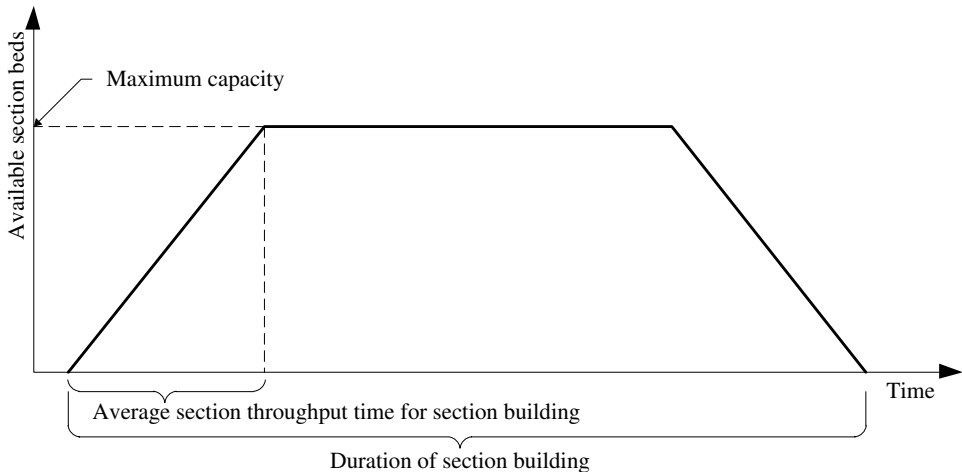 Available section beds
Maximum capacity
Time
Average section throughput time for section building
Duration of section building